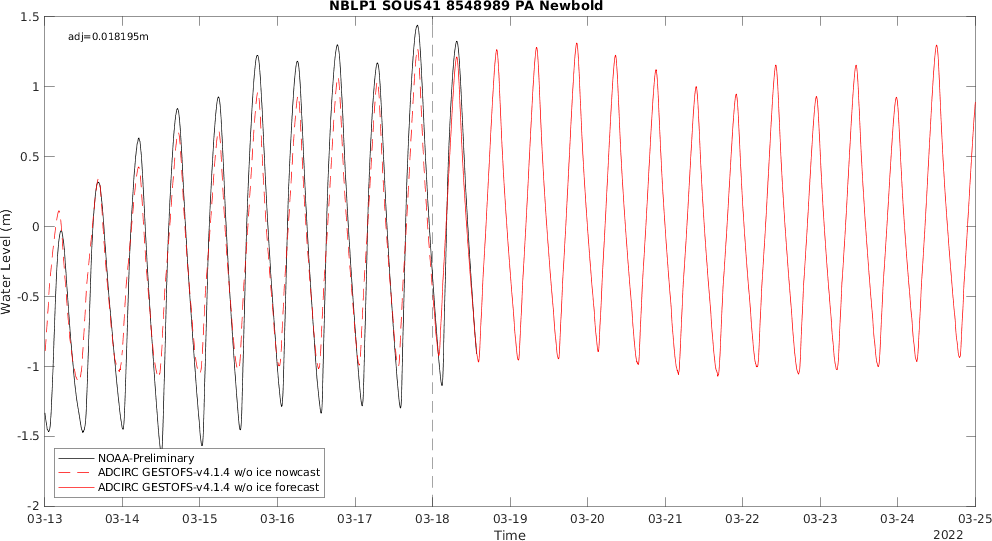 NBLP1 SOUS41 8548989 PA Newbold
adj=0.018195m
1.5
1
0.5
0
-0.5
-1
-1.5
-2
Water Level (m)
NOAA-Preliminary
ADCIRC GESTOFS-v4.1.4 w/o ice nowcast
ADCIRC GESTOFS-v4.1.4 w/o ice forecast
03-13 03-14 03-15 03-16 03-17 03-18 03-19 03-20 03-21 03-22 03-23 03-24 03-25
Time
2022